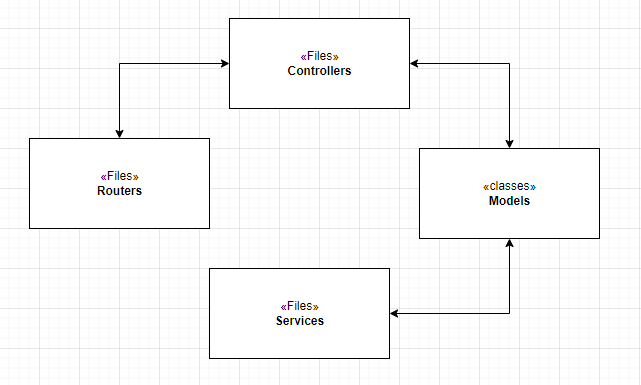 «Files»
Controllers
«Files»
Routers
«classes»
Models
«Files»
Services